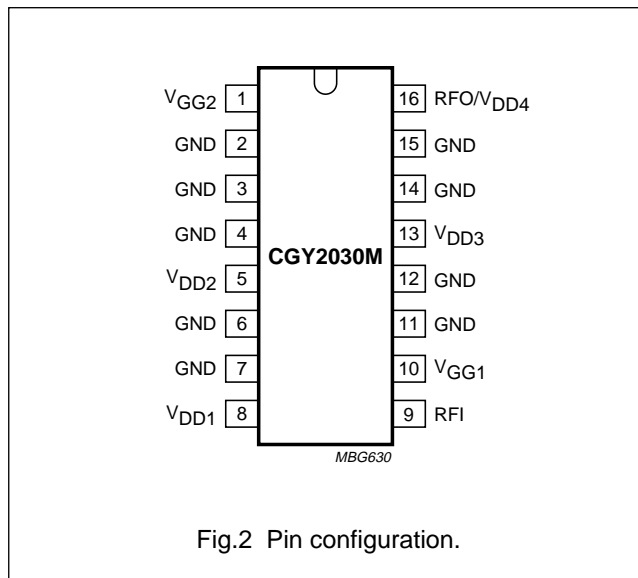 VGG2 1 16 RFO/VDD4
GND 2 15 GND
GND 3 14 GND
GND 4 13 VDD3
CGY2030M
VDD2 5 12 GND
GND 6 11 GND
GND 7 10 VGG1
VDD1 8 9 RFI
MBG630
Fig.2 Pin configuration.